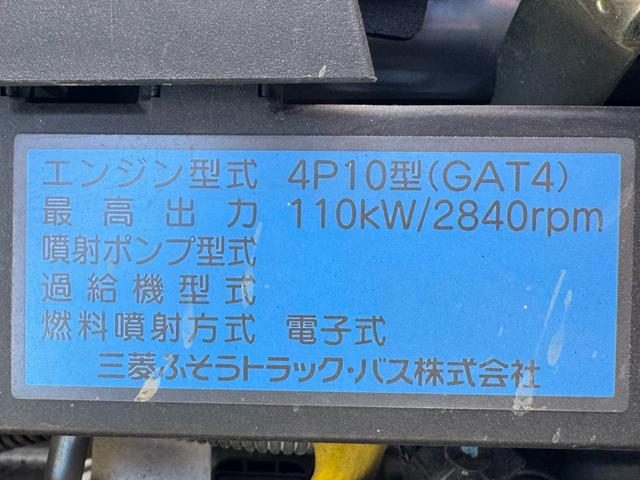 エンジン型式 4P10型(GAT4)
最高出力 110kW/2840rpm
噴射ポンプ型式
過給機型式
燃料噴射方式 電子式
三菱ふそうトラック・バス株式会社